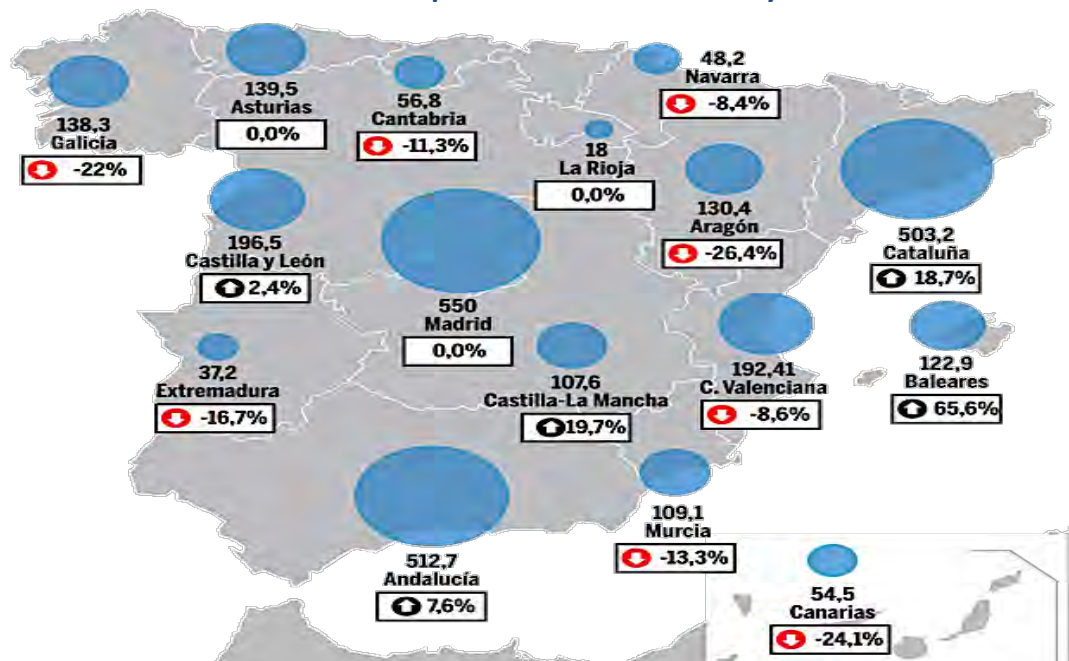 48,2
Navarra
-8,4%
139,5
Asturias
0,0%
56,8
Cantabria
-11,3%
138,3
Galicia
-22%
18
La Rioja
0,0%
130,4
Aragón
-26,4%
503,2
Cataluña
18,7%
196,5
Castilla y León
2,4%
550
Madrid
0,0%
37,2
Extremadura
-16,7%
107,6
Castilla-La Mancha
19,7%
192,41
C. Valenciana
-8,6%
122,9
Baleares
65,6%
109,1
Murcia
-13,3%
512,7
Andalucía
7,6%
54,5
Canarias
-24,1%